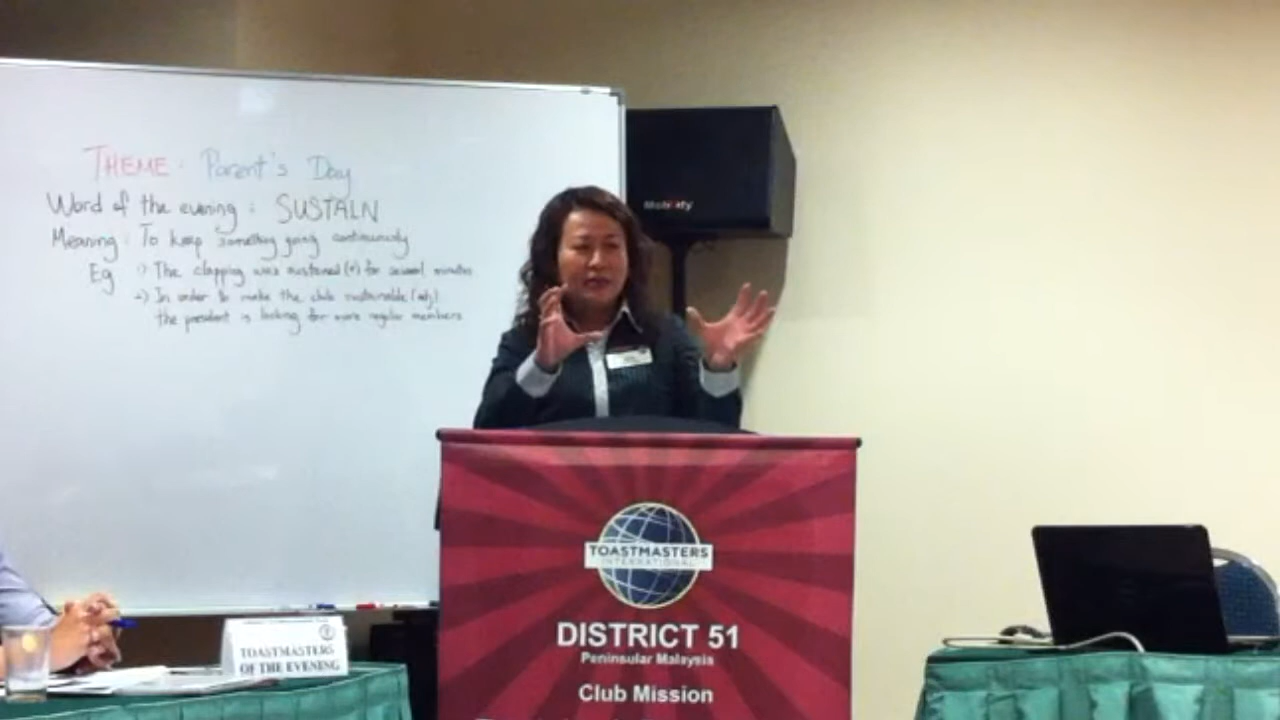 THEME: Parent's Day
Word of the evening: SUSTAIN
Meaning: To keep something going continuously
Eg 1) The clapping was sustained (v) for several minutes
2) In order to make the club sustainable (adj)
the president is looking for more regular members
TOASTMASTERS
INTERNATIONAL
DISTRICT 51
Peninsular Malaysia
Club Mission
TOASTMASTERS
OF THE EVENING